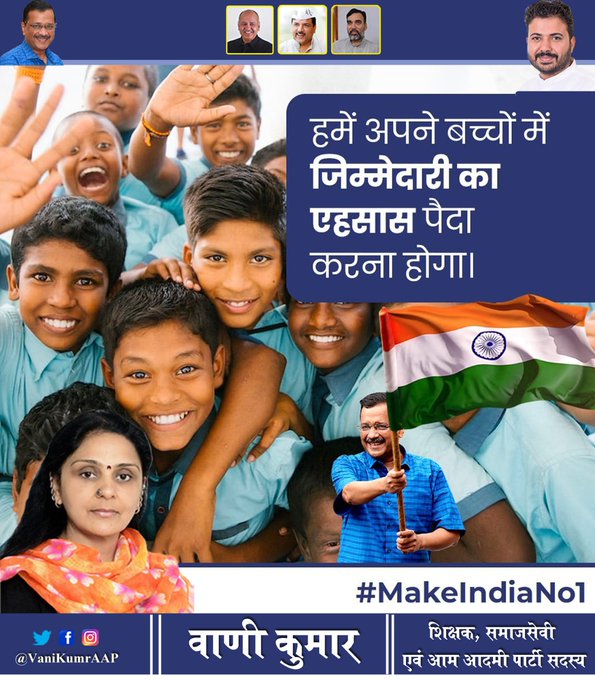 हमें अपने बच्चों में
जिम्मेदारी का
एहसास पैदा
करना होगा।
#MakeIndiaNo1
@VaniKumrAAP
वाणी कुमार
शिक्षक, समाजसेवी
एवं आम आदमी पार्टी सदस्य